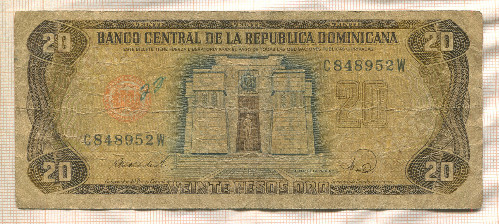 20 BANCO CENTRAL DE LA REPUBLICA DOMINICANA 20
C848952W
20
C848952W
20 VEINTE PESOS ORO 20